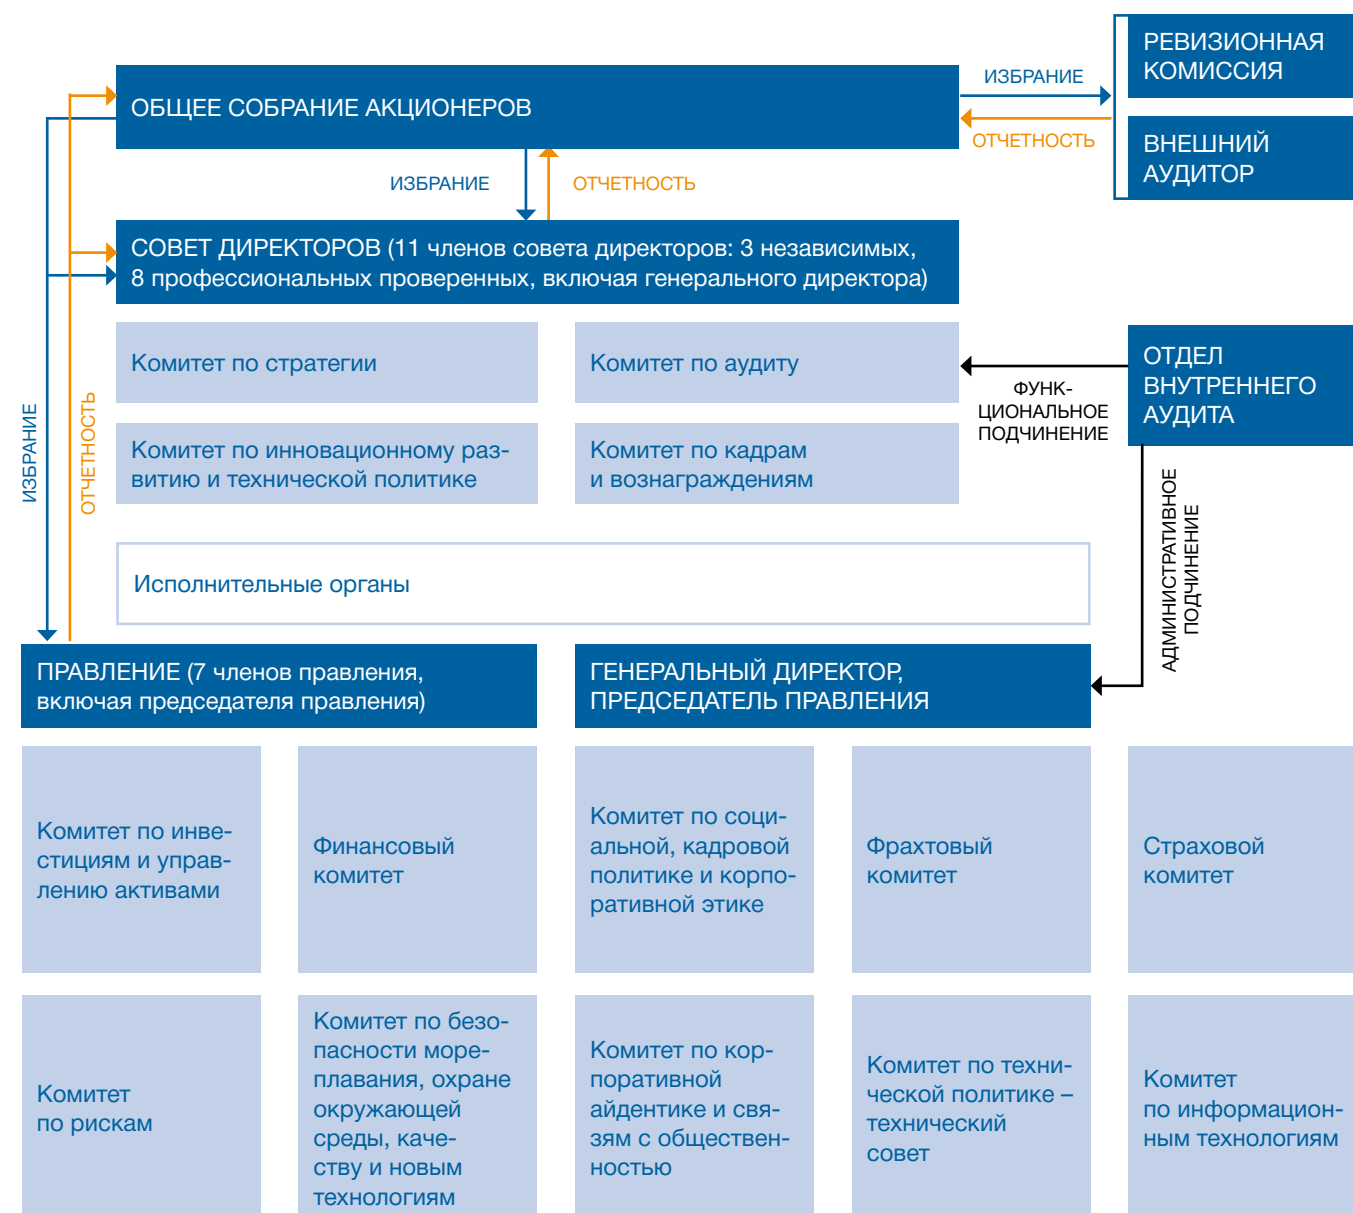 РЕВИЗИОННАЯ
КОМИССИЯ
ИЗБРАНИЕ
ОБЩЕЕ СОБРАНИЕ АКЦИОНЕРОВ
ОТЧЕТНОСТЬ
ВНЕШНИЙ
АУДИТОР
ИЗБРАНИЕ
ОТЧЕТНОСТЬ
СОВЕТ ДИРЕКТОРОВ (11 членов совета директоров: 3 независимых,
8 профессиональных проверенных, включая генерального директора)
Комитет по стратегии
Комитет по аудиту
ОТДЕЛ
ВНУТРЕННЕГО
АУДИТА
ФУНК-
ЦИОНАЛЬНОЕ
ПОДЧИНЕНИЕ
ИЗБРАНИЕ
ОТЧЕТНОСТЬ
Комитет по инновационному раз-
витию и технической политике
Комитет по кадрам
и вознаграждениям
АДМИНИСТРАТИВНОЕ
ПОДЧИНЕНИЕ
Исполнительные органы
ПРАВЛЕНИЕ (7 членов правления,
включая председателя правления)
ГЕНЕРАЛЬНЫЙ ДИРЕКТОР,
ПРЕДСЕДАТЕЛЬ ПРАВЛЕНИЯ
Комитет по инве-
стициям и управ-
лению активами
Финансовый
комитет
Комитет по соци-
альной, кадровой
политике и корпо-
ративной этике
Фрахтовый
комитет
Страховой
комитет
Комитет
по рискам
Комитет по безо-
пасности море-
плавания, охране
окружающей
среды, каче-
ству и новым
технологиям
Комитет по кор-
поративной
айдентике и свя-
зям с обществен-
ностью
Комитет по техни-
ческой политике –
технический
совет
Комитет
по информацион-
ным технологиям